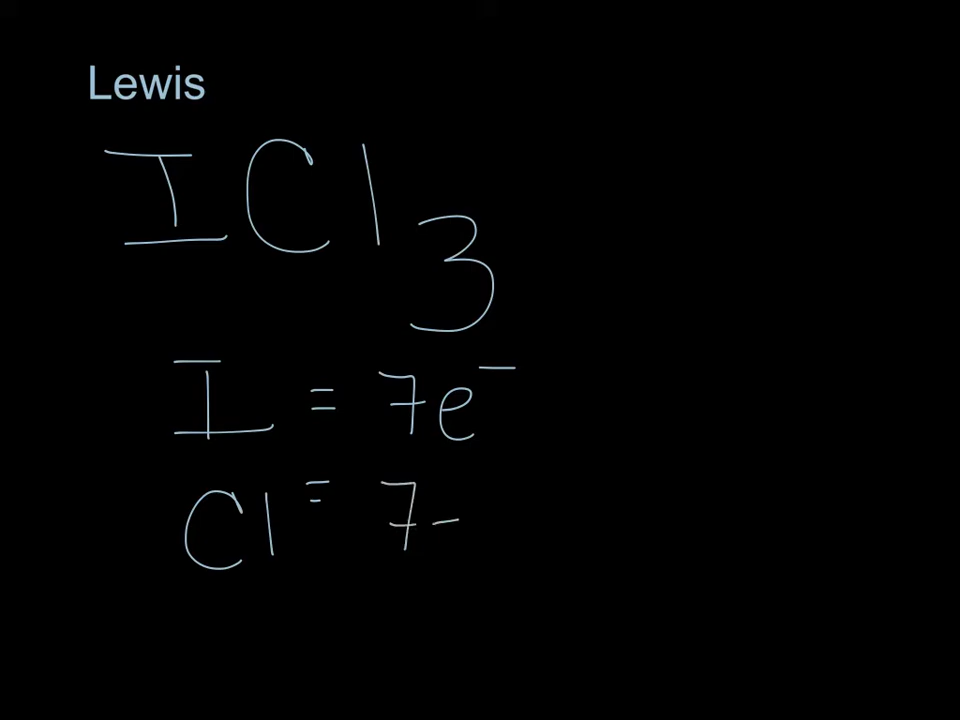 Lewis
ICl3
I = 7e-
Cl = 7-